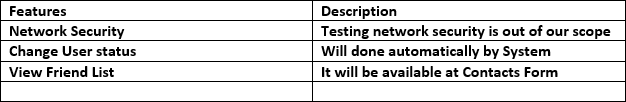 Features Description
Network Security Testing network security is out of our scope
Change User status Will done automatically by System
View Friend List It will be available at Contacts Form